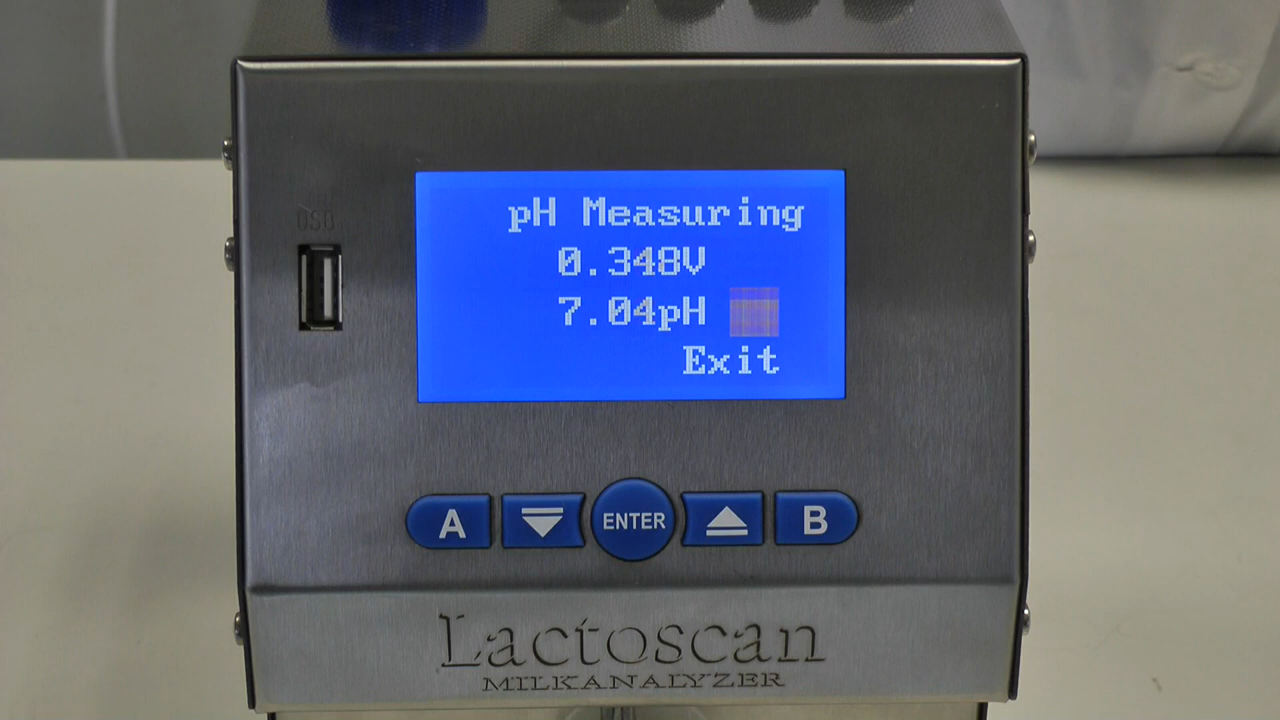 pH Measuring
0.348V
7.04pH
Exit
USB
A
ENTER
B
Lactoscan
MILKANALYZER